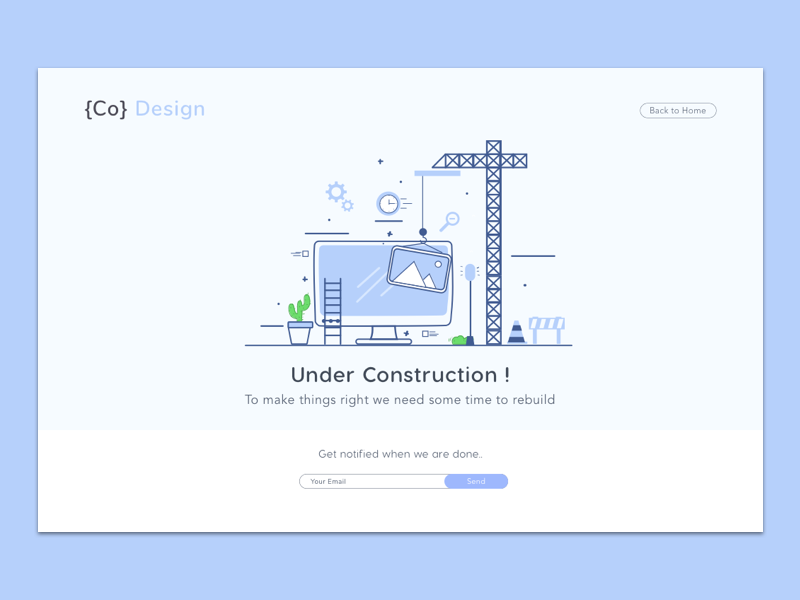 {Co} Design
Back to Home
Under Construction !
To make things right we need some time to rebuild
Get notified when we are done..
Your Email
Send